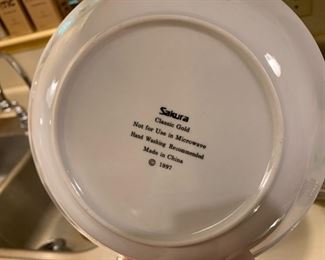 Sakura
Classic Gold
Not for Use in Microwave
Hand Washing Recommended
Made in China
© 1997